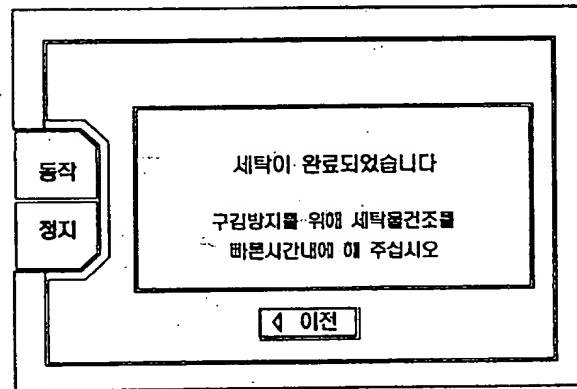 동작
정지
세탁이 완료되었습니다
구김방지를 위해 세탁물건조를
빠른시간내에 해 주십시오
◁ 이전